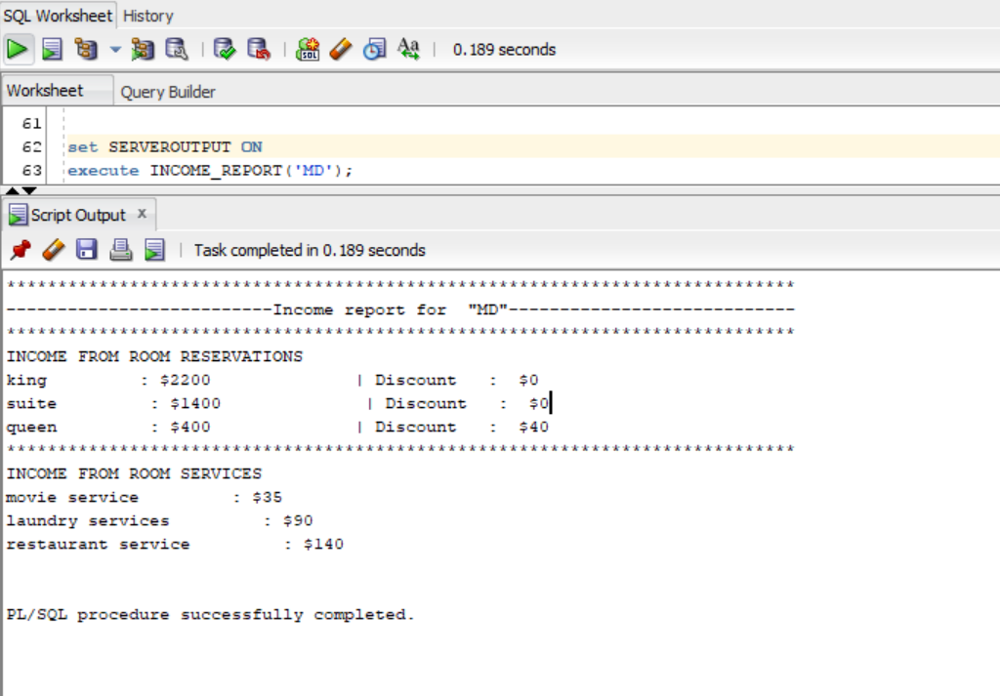 SQL Worksheet History
0.189 seconds
Worksheet Query Builder
61
62 set SERVEROUTPUT ON
63 execute INCOME_REPORT('MD');
Script Output x
Task completed in 0.189 seconds
******************************************************************************
--------------------------Income report for  "MD"----------------------------
******************************************************************************
INCOME FROM ROOM RESERVATIONS
king         : $2200              | Discount   :  $0
suite         : $1400              | Discount   :  $0
queen         : $400              | Discount   :  $40
******************************************************************************
INCOME FROM ROOM SERVICES
movie service         : $35
laundry services         : $90
restaurant service         : $140
PL/SQL procedure successfully completed.